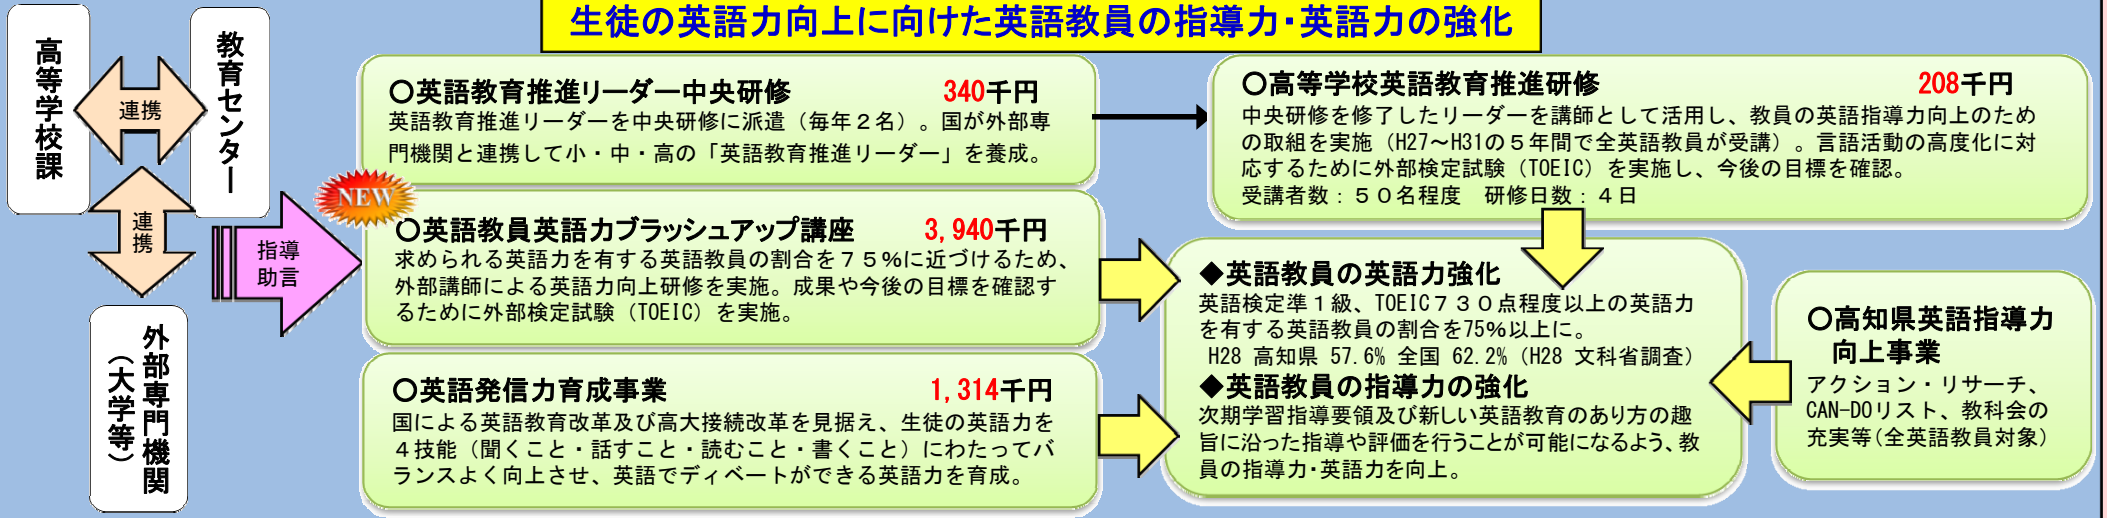 生徒の英語力向上に向けた英語教員の指導力・英語力の強化
高等学校課
連携
教育センター
連携
外部専門機関
（大学等）
指導
助言
〇英語教育推進リーダー中央研修 340千円
英語教育推進リーダーを中央研修に派遣（毎年２名）。国が外部専
門機関と連携して小・中・高の「英語教育推進リーダー」を養成。
NEW
〇英語教員英語力ブラッシュアップ講座 3,940千円
求められる英語力を有する英語教員の割合を７５%に近づけるため、
外部講師による英語力向上研修を実施。成果や今後の目標を確認す
るために外部検定試験（TOEIC）を実施。
〇英語発信力育成事業 1,314千円
国による英語教育改革及び高大接続改革を見据え、生徒の英語力を
４技能（聞くこと・話すこと・読むこと・書くこと）にわたってバ
ランスよく向上させ、英語でディベートができる英語力を育成。
〇高等学校英語教育推進研修 208千円
中央研修を修了したリーダーを講師として活用し、教員の英語指導力向上のため
の取組を実施（H27～H31の５年間で全英語教員が受講）。言語活動の高度化に対
応するために外部検定試験（TOEIC）を実施し、今後の目標を確認。
受講者数：５０名程度　研修日数：４日
◆英語教員の英語力強化
英語検定準１級、TOEIC７３０点程度以上の英語力
を有する英語教員の割合を75%以上に。
H28 高知県 57.6% 全国 62.2%（H28 文科省調査）
◆英語教員の指導力の強化
次期学習指導要領及び新しい英語教育のあり方の趣
旨に沿った指導や評価を行うことが可能になるよう、教
員の指導力・英語力を向上。
〇高知県英語指導力
向上事業
アクション・リサーチ、
CAN-DOリスト、教科会の
充実等（全英語教員対象）